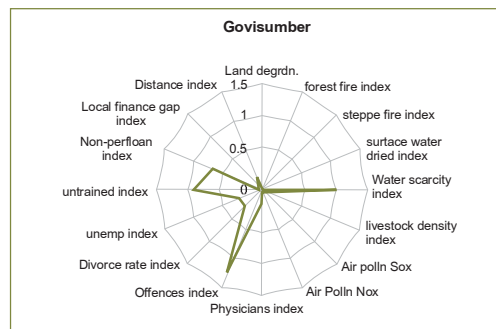 Govisumber
Land degrdn.
forest fire index
steppe fire index
surtace water
dried index
Water scarcity
index
livestock density
index
Air polln Sox
Air Polln Nox
Physicians index
Offences index
Divorce rate index
unemp index
untrained index
Non-perfloan
index
Local finance gap
index
Distance index
1.5
1
0.5
0